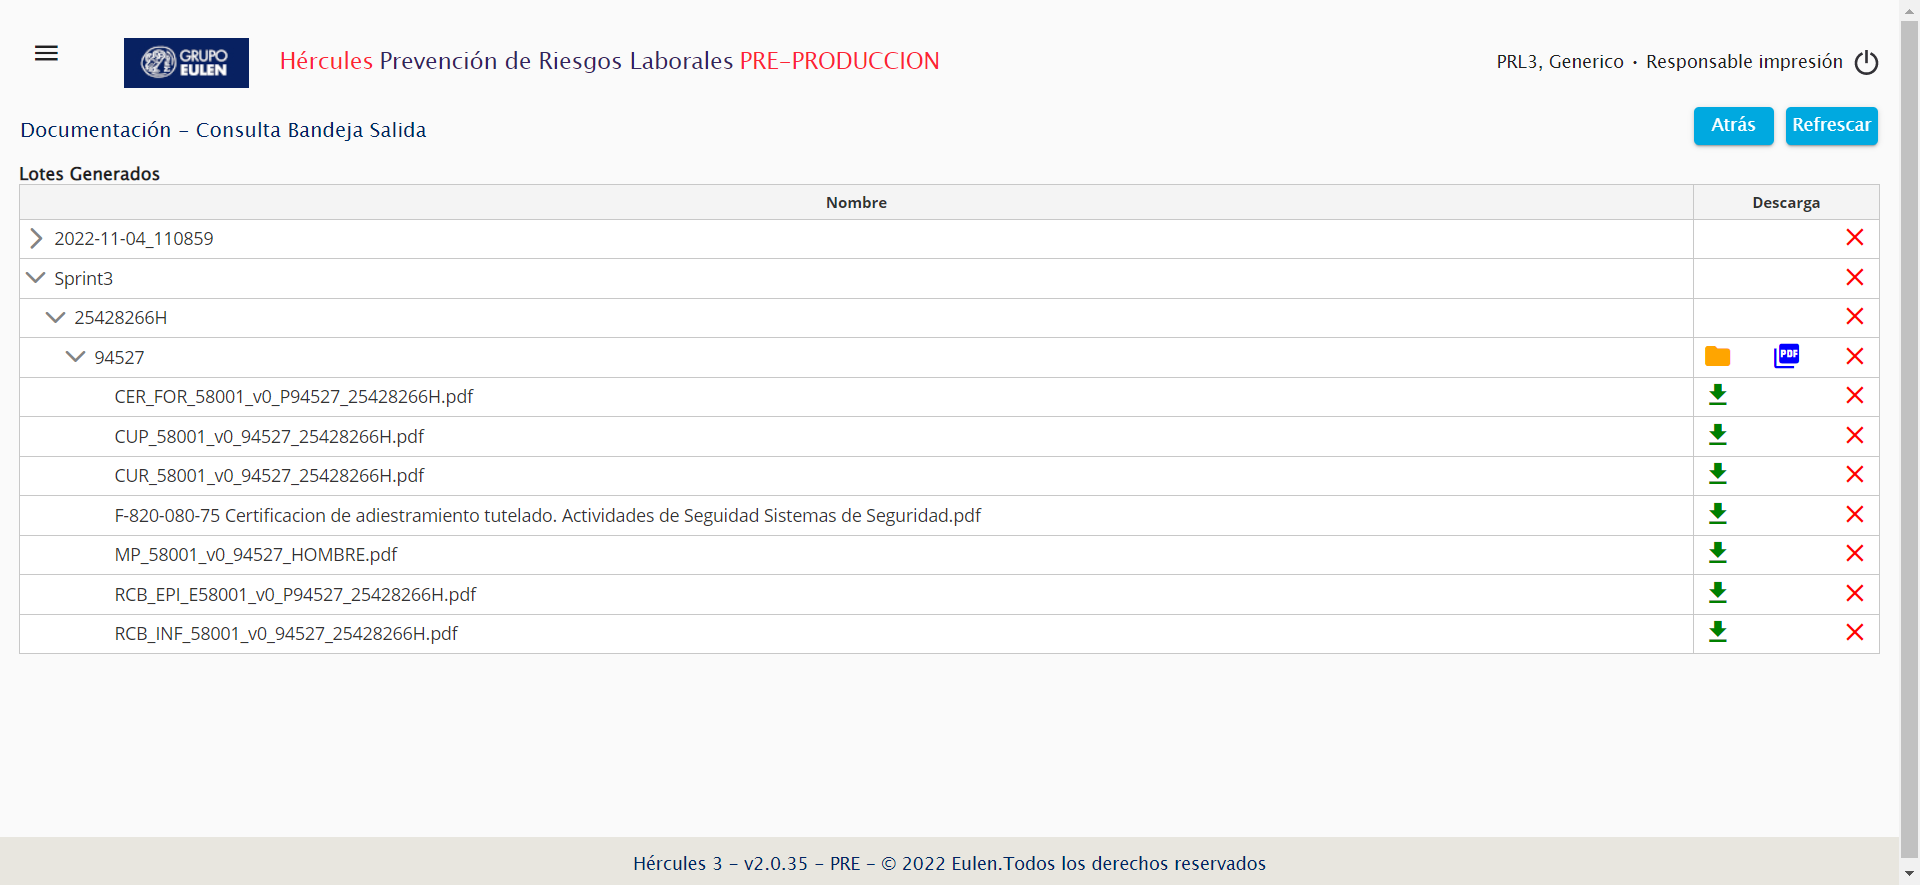 GRUPO
EULEN
Hércules Prevención de Riesgos Laborales PRE-PRODUCCION
PRL3, Generico · Responsable impresión
Documentación - Consulta Bandeja Salida
Atrás
Refrescar
Lotes Generados
Nombre
Descarga
2022-11-04_110859
Sprint3
25428266H
94527
PDF
CER_FOR_58001_v0_P94527_25428266H.pdf
CUP_58001_v0_94527_25428266H.pdf
CUR_58001_v0_94527_25428266H.pdf
F-820-080-75 Certificacion de adiestramiento tutelado. Actividades de Seguidad Sistemas de Seguridad.pdf
MP_58001_v0_94527_HOMBRE.pdf
RCB_EPI_E58001_v0_P94527_25428266H.pdf
RCB_INF_58001_v0_94527_25428266H.pdf
Hércules 3 - v2.0.35 - PRE - © 2022 Eulen.Todos los derechos reservados